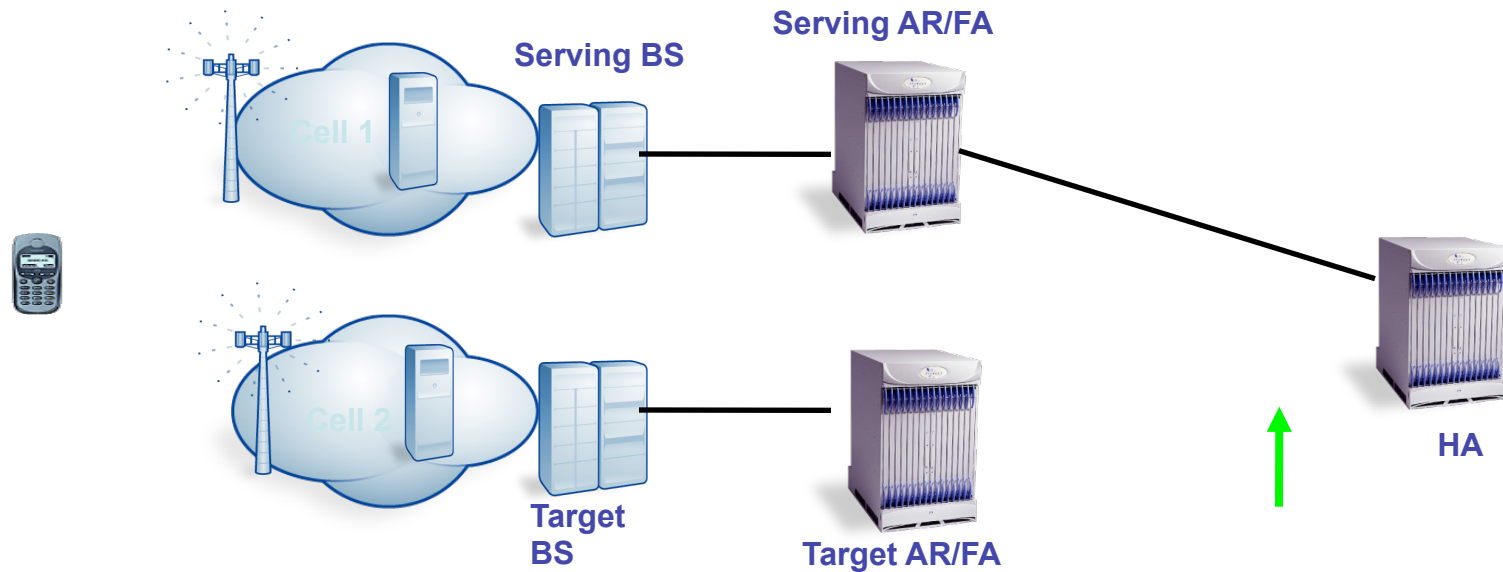 Serving AR/FA
Serving BS
Cell 1
Cell 2
HA
Target
BS
Target AR/FA